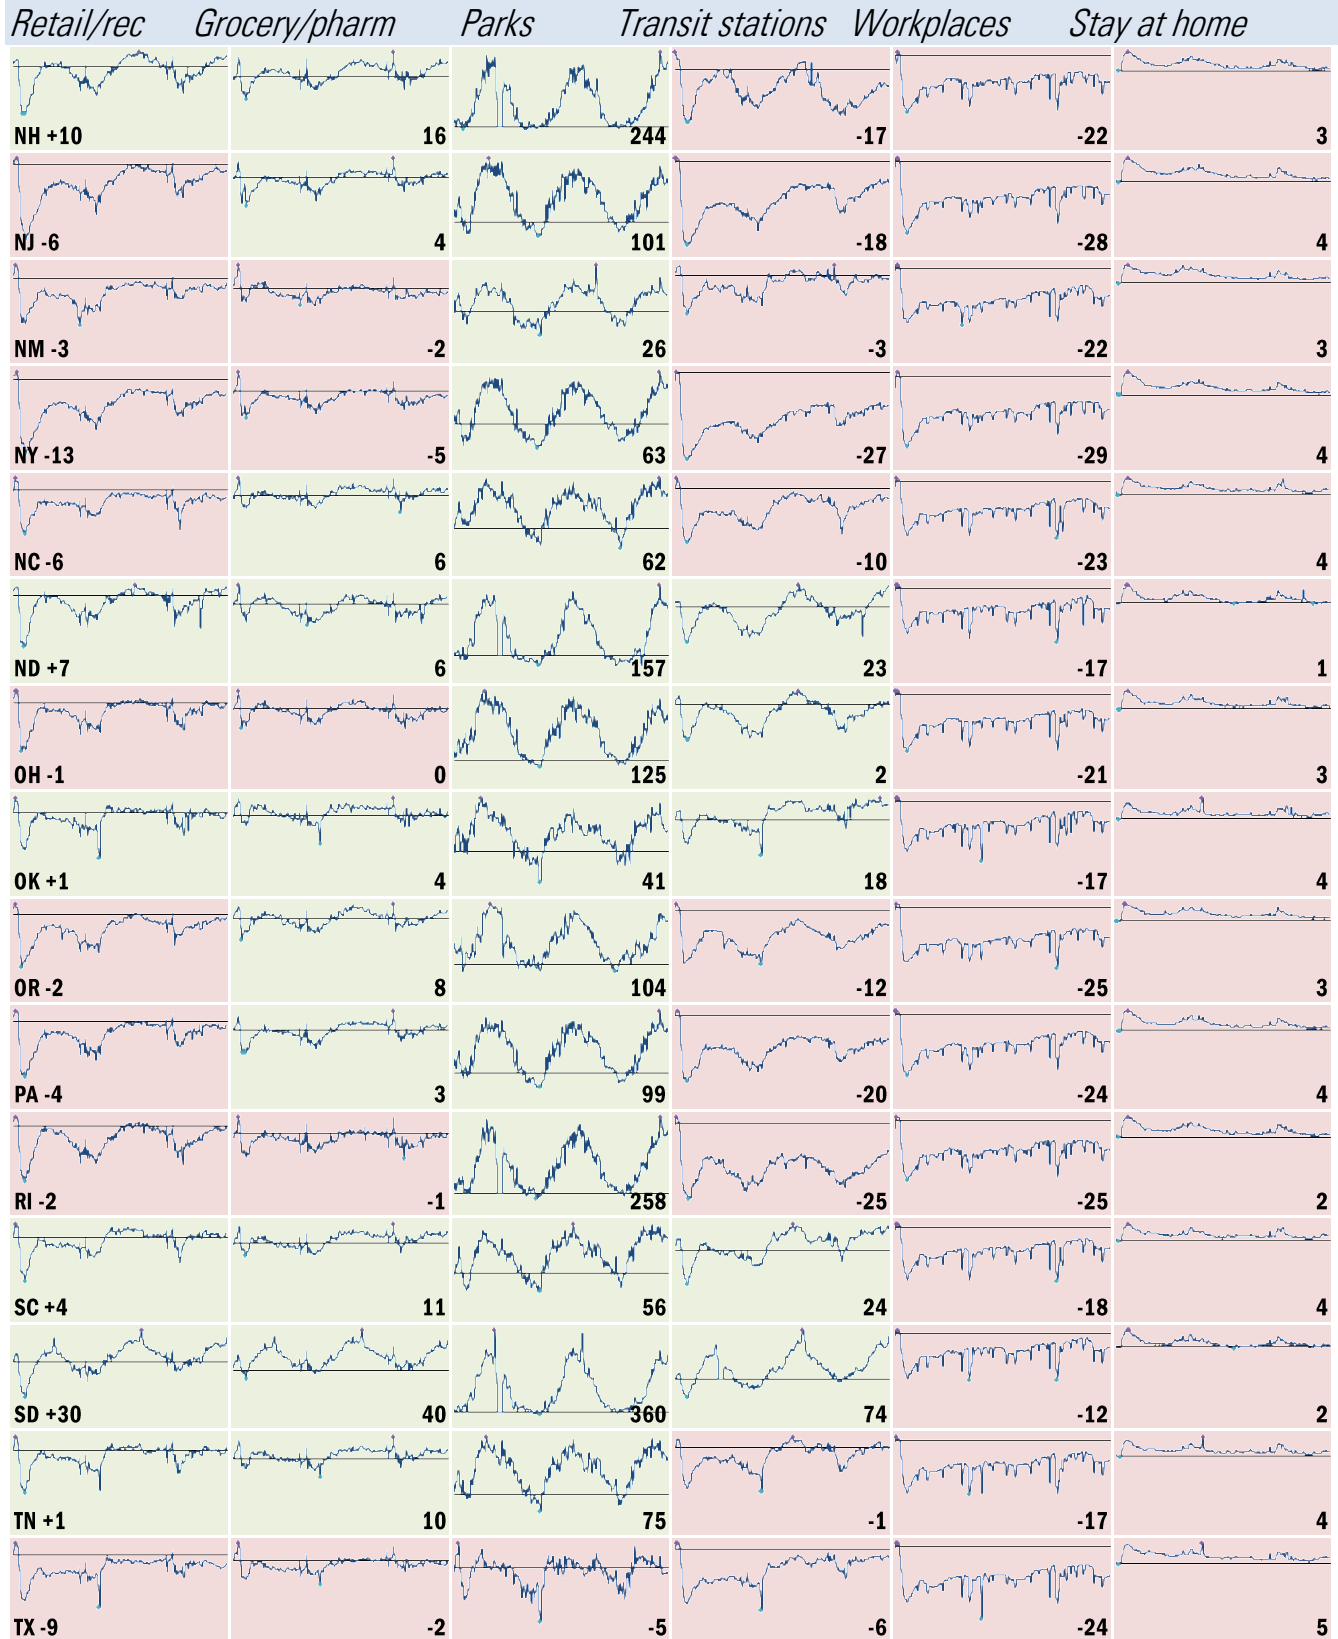 Retail/rec Grocery/pharm Parks Transit stations Workplaces Stay at home
NH +10 16 244 -17 -22 3
NJ -6 4 101 -18 -28 4
NM -3 -2 26 -3 -22 3
NY -13 -5 63 -27 -29 4
NC -6 6 62 -10 -23 4
ND +7 6 157 23 -17 1
OH -1 0 125 2 -21 3
OK +1 4 41 18 -17 4
OR -2 8 104 -12 -25 3
PA -4 3 99 -20 -24 4
RI -2 -1 258 -25 -25 2
SC +4 11 56 24 -18 4
SD +30 40 360 74 -12 2
TN +1 10 75 -1 -17 4
TX -9 -2 -5 -6 -24 5